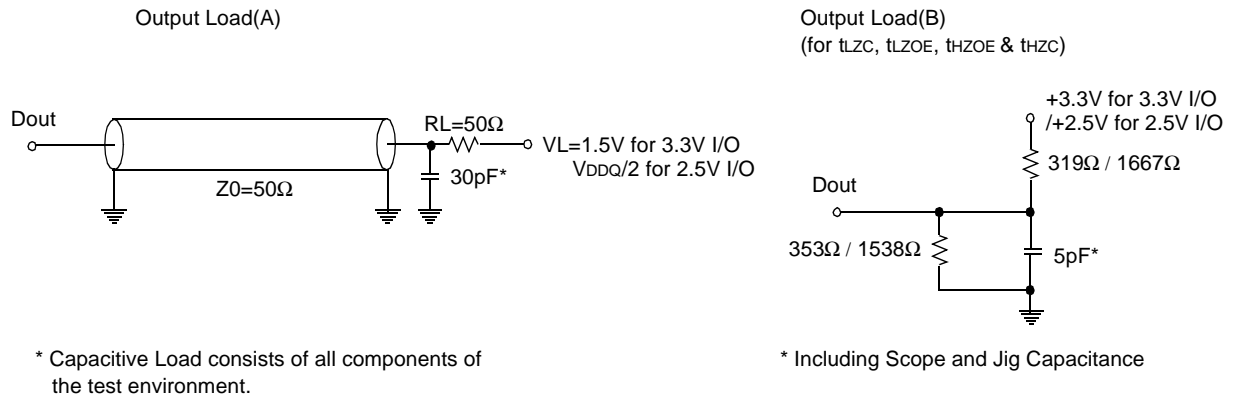 Output Load(A)
Dout
Z0=50Ω
RL=50Ω
30pF*
VL=1.5V for 3.3V I/O
VDDQ/2 for 2.5V I/O
* Capacitive Load consists of all components of
the test environment.
Output Load(B)
(for tLZC, tLZOE, tHZOE & tHZC)
+3.3V for 3.3V I/O
/+2.5V for 2.5V I/O
319Ω / 1667Ω
Dout
353Ω / 1538Ω
5pF*
* Including Scope and Jig Capacitance